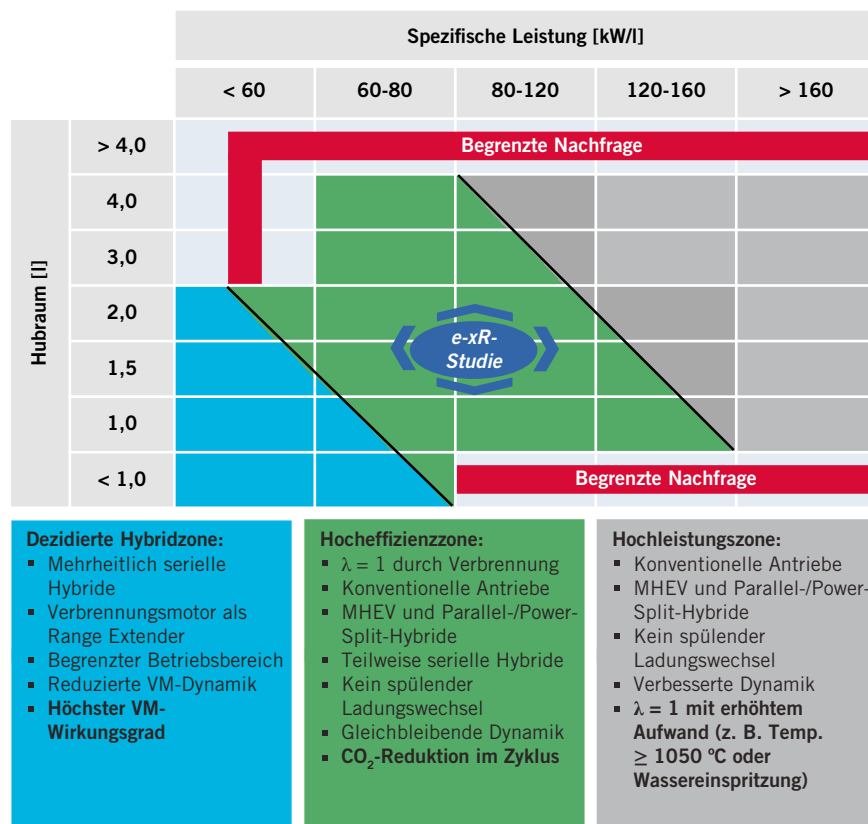 Spezifische Leistung [kW/l]
< 60
60-80
80-120
120-160
> 160
Hubraum [l]
> 4,0
Begrenzte Nachfrage
4,0
3,0
2,0
1,5
1,0
< 1,0
e-xR-
Studie
Begrenzte Nachfrage
Dezidierte Hybridzone:
▪ Mehrheitlich serielle
Hybride
▪ Verbrennungsmotor als
Range Extender
▪ Begrenzter Betriebsbereich
▪ Reduzierte VM-Dynamik
▪ Höchster VM-
Wirkungsgrad
Hocheffizienzzone:
▪ λ = 1 durch Verbrennung
▪ Konventionelle Antriebe
▪ MHEV und Parallel-/Power-
Split-Hybride
▪ Teilweise serielle Hybride
▪ Kein spülender
Ladungswechsel
▪ Gleichbleibende Dynamik
▪ CO₂-Reduktion im Zyklus
Hochleistungszone:
▪ Konventionelle Antriebe
▪ MHEV und Parallel-/Power-
Split-Hybride
▪ Kein spülender
Ladungswechsel
▪ Verbesserte Dynamik
▪ λ = 1 mit erhöhtem
Aufwand (z. B. Temp.
≥ 1050 ºC oder
Wassereinspritzung)